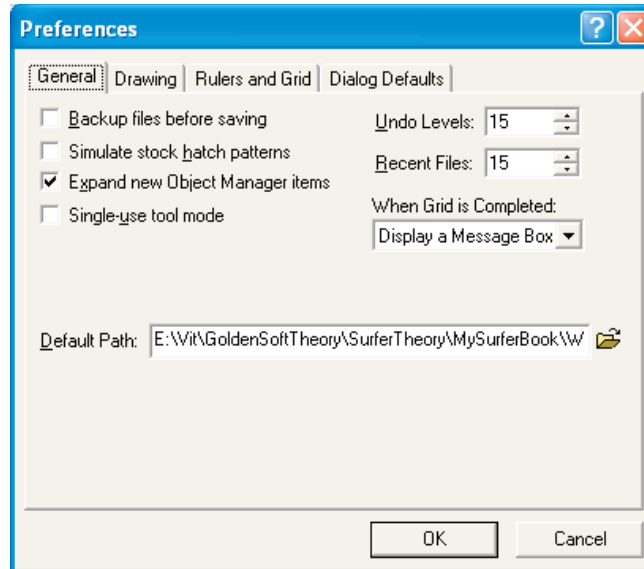 Preferences
General Drawing Rulers and Grid Dialog Defaults
Backup files before saving
Simulate stock hatch patterns
Expand new Object Manager items
Single-use tool mode
Undo Levels: 15
Recent Files: 15
When Grid is Completed:
Display a Message Box
Default Path: E:\Vit\GoldenSoftTheory\SurferTheory\MySurferBook\W
OK Cancel